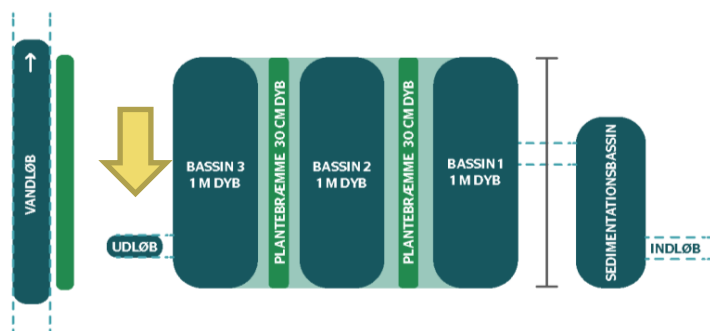 VANDLØB
UDLØB
BASSIN 3
1 M DYB
PLANTEBRÆMME 30 CM DYB
BASSIN 2
1 M DYB
PLANTEBRÆMME 30 CM DYB
BASSIN 1
1 M DYB
SEDIMENTATIONSBASSIN
INDLØB